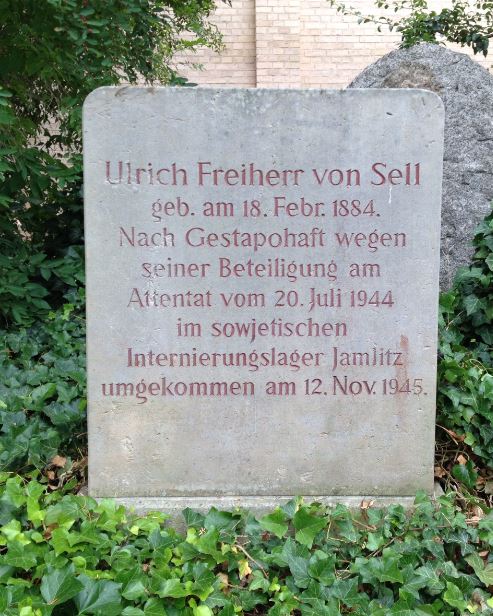 Ulrich Freiherr von Sell
geb. am 18. Febr. 1884.
Nach Gestapohaft wegen
seiner Beteiligung am
Attentat vom 20. Juli 1944
im sowjetischen
Internierungslager Jamlitz
umgekommen am 12. Nov. 1945.